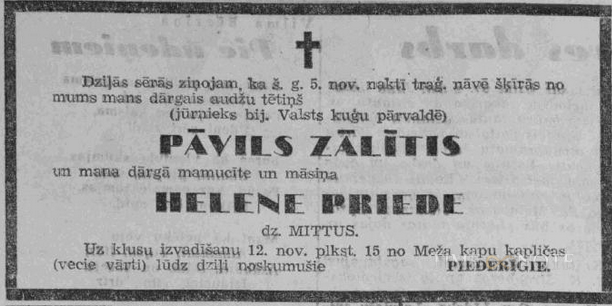 Dziļās sērās ziņojam, ka š. g. 5. nov. naktī trag. nāvē šķīrās no
mums mans dārgais audžu tētiņš
(jūrnieks bij. Valsts kuģu pārvaldē)
PĀVILS ZĀLĪTIS
un mana dārgā mamucīte un māsiņa
HELENE PRIEDE
dz. MITTUS.
Uz klusu izvadīšanu 12. nov. plkst. 15 no Meža kapu kapličas
(vecie vārti) lūdz dziļi noskumušie PIEDERĪGIE.